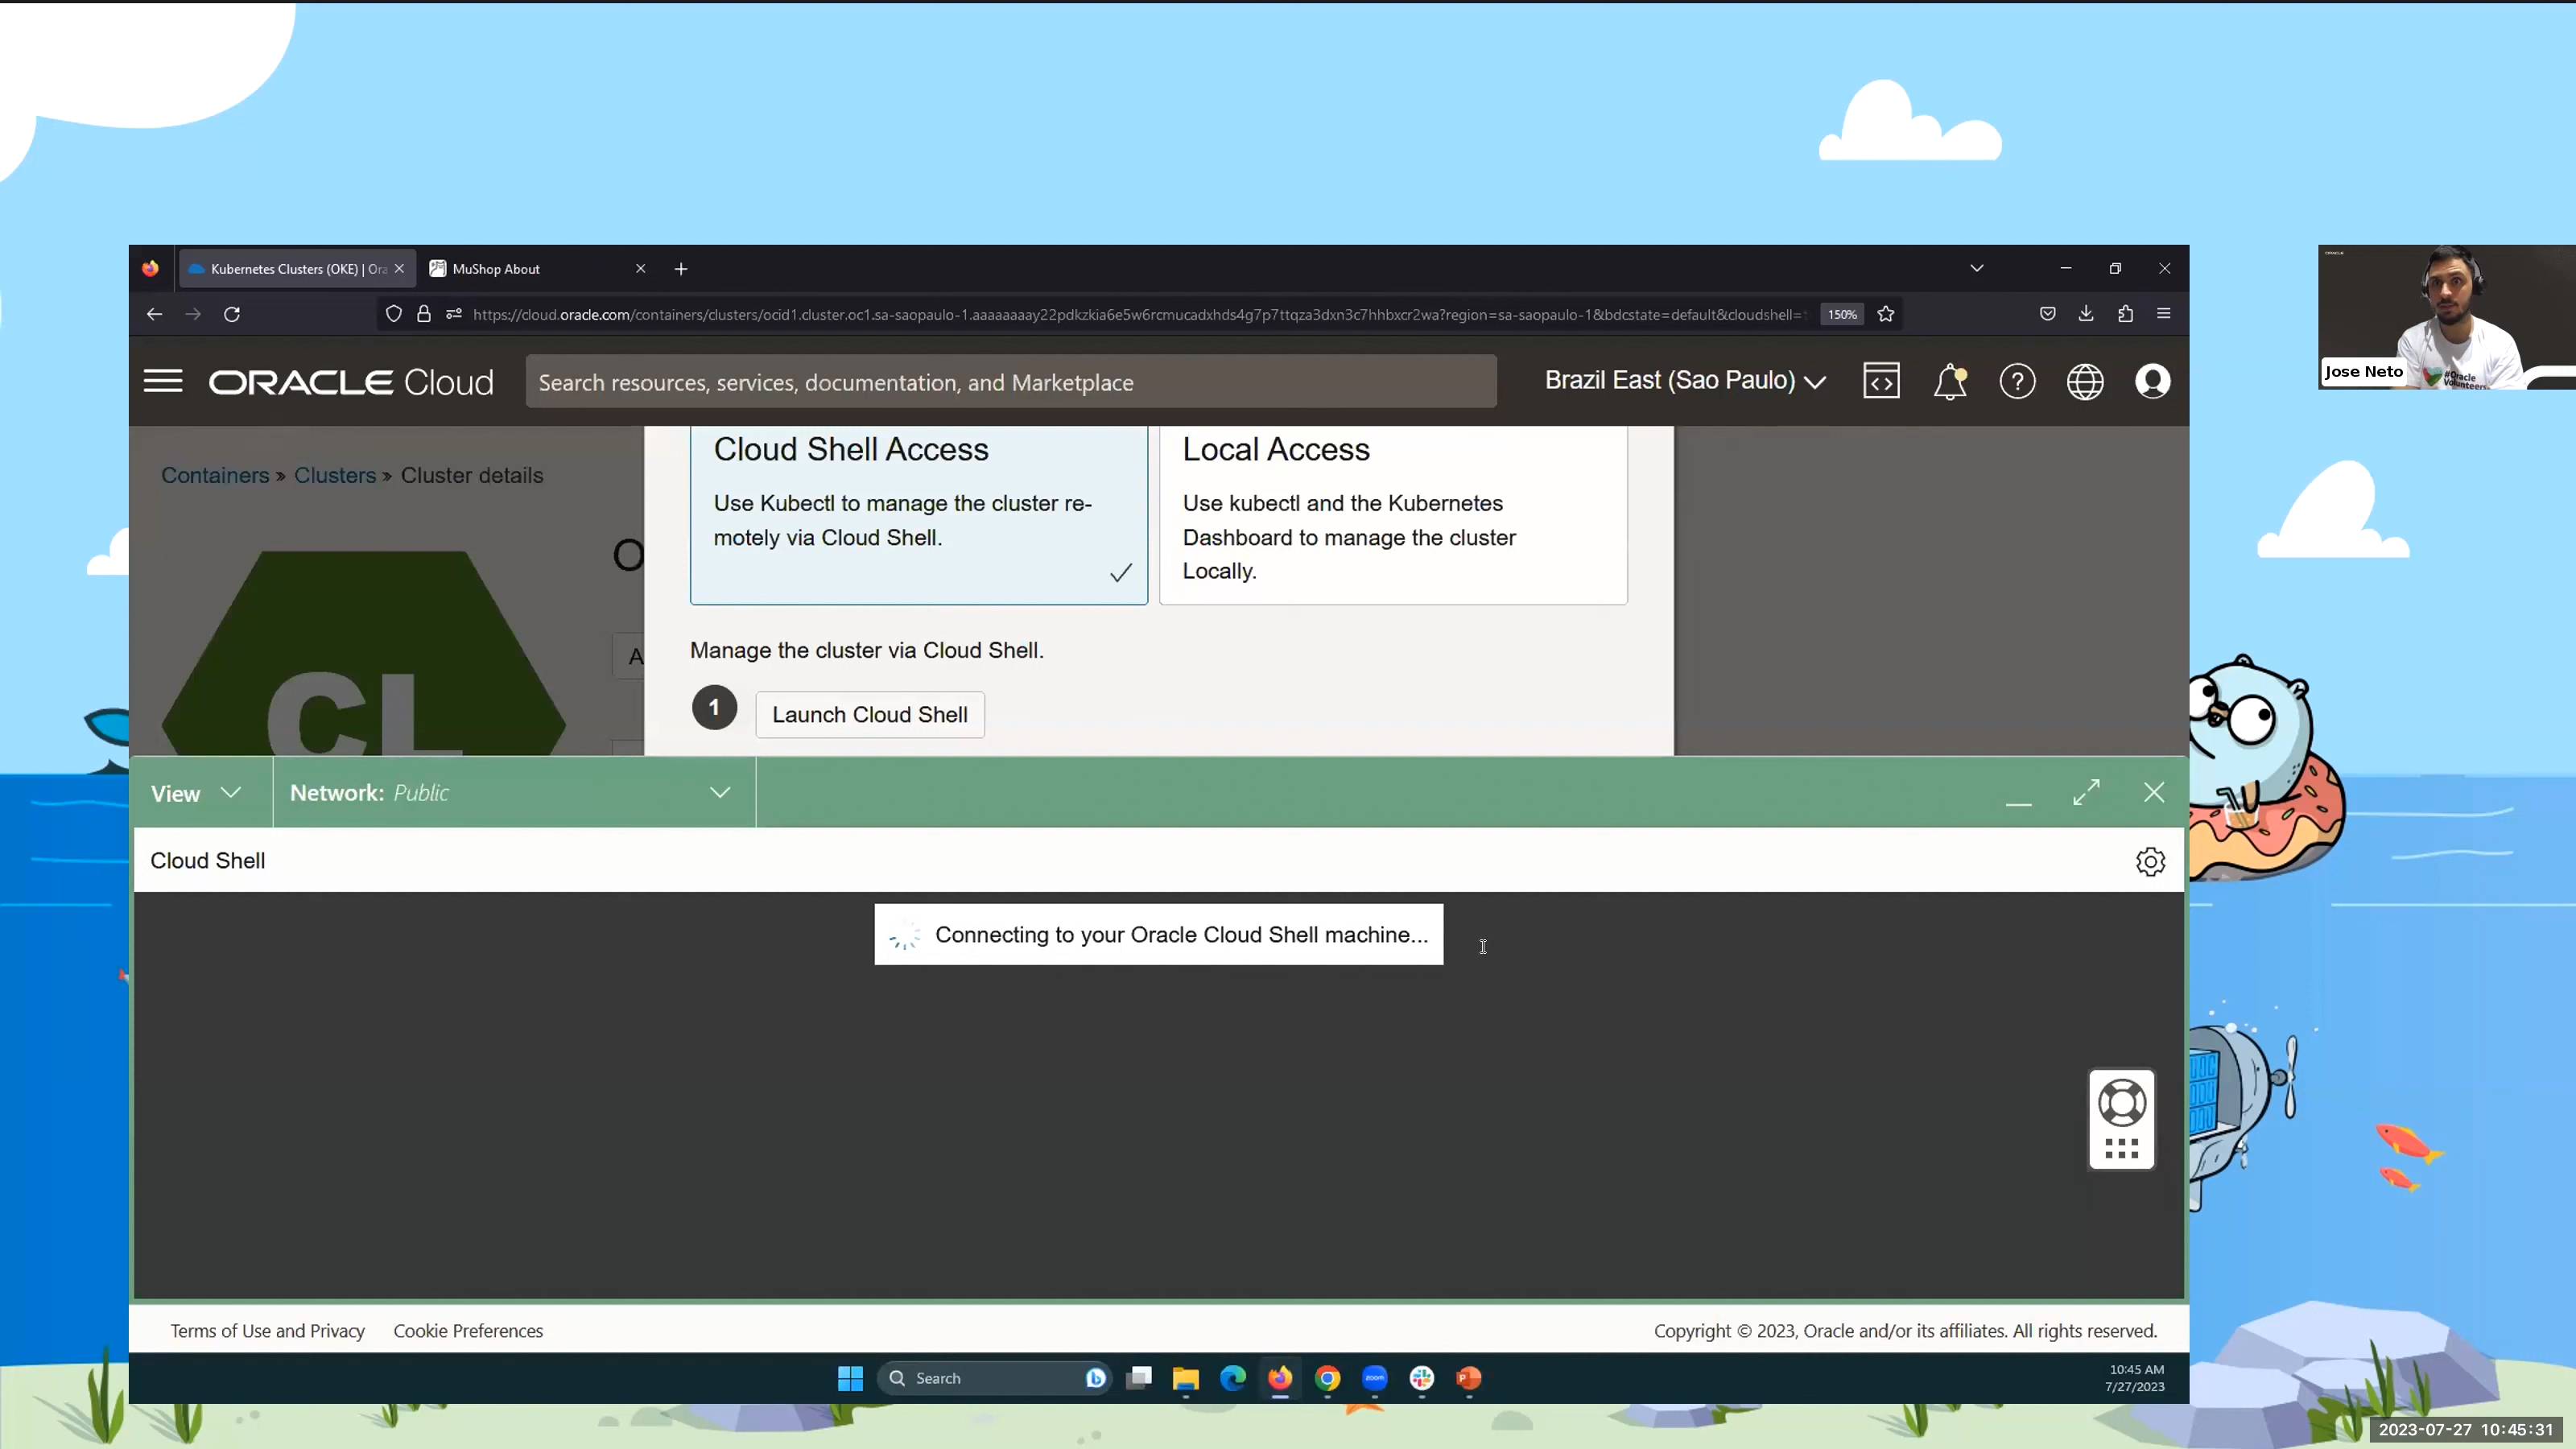 Kubernetes Clusters (OKE) | Ora
MuShop About
https://cloud.oracle.com/containers/clusters/ocid1.cluster.oc1.sa-saopaulo-1.aaaaaaaay22pdkzkia6e5w6rcmucadxhds4g7p7ttqza3dxn3c7hhbxcr2wa?region=sa-saopaulo-1&bdcstate=default&cloudshell=
150%
ORACLE Cloud
Search resources, services, documentation, and Marketplace
Brazil East (Sao Paulo)
ORACLE
Jose Neto
#Oracle
Volunteers
Containers » Clusters » Cluster details
CL
O
A
Cloud Shell Access
Use Kubectl to manage the cluster re-
motely via Cloud Shell.
Local Access
Use kubectl and the Kubernetes
Dashboard to manage the cluster
Locally.
Manage the cluster via Cloud Shell.
1 Launch Cloud Shell
View
Network: Public
Cloud Shell
Connecting to your Oracle Cloud Shell machine...
Terms of Use and Privacy
Cookie Preferences
Copyright © 2023, Oracle and/or its affiliates. All rights reserved.
Search
zoom
10:45 AM
7/27/2023
2023-07-27 10:45:31